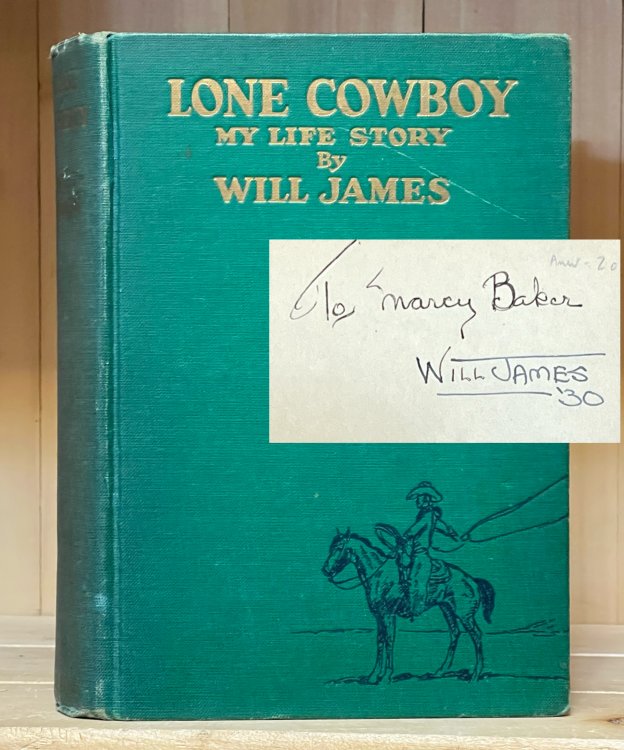 LONE COWBOY
MY LIFE STORY
By
WILL JAMES
To Marcy Baker
WILL JAMES
'30